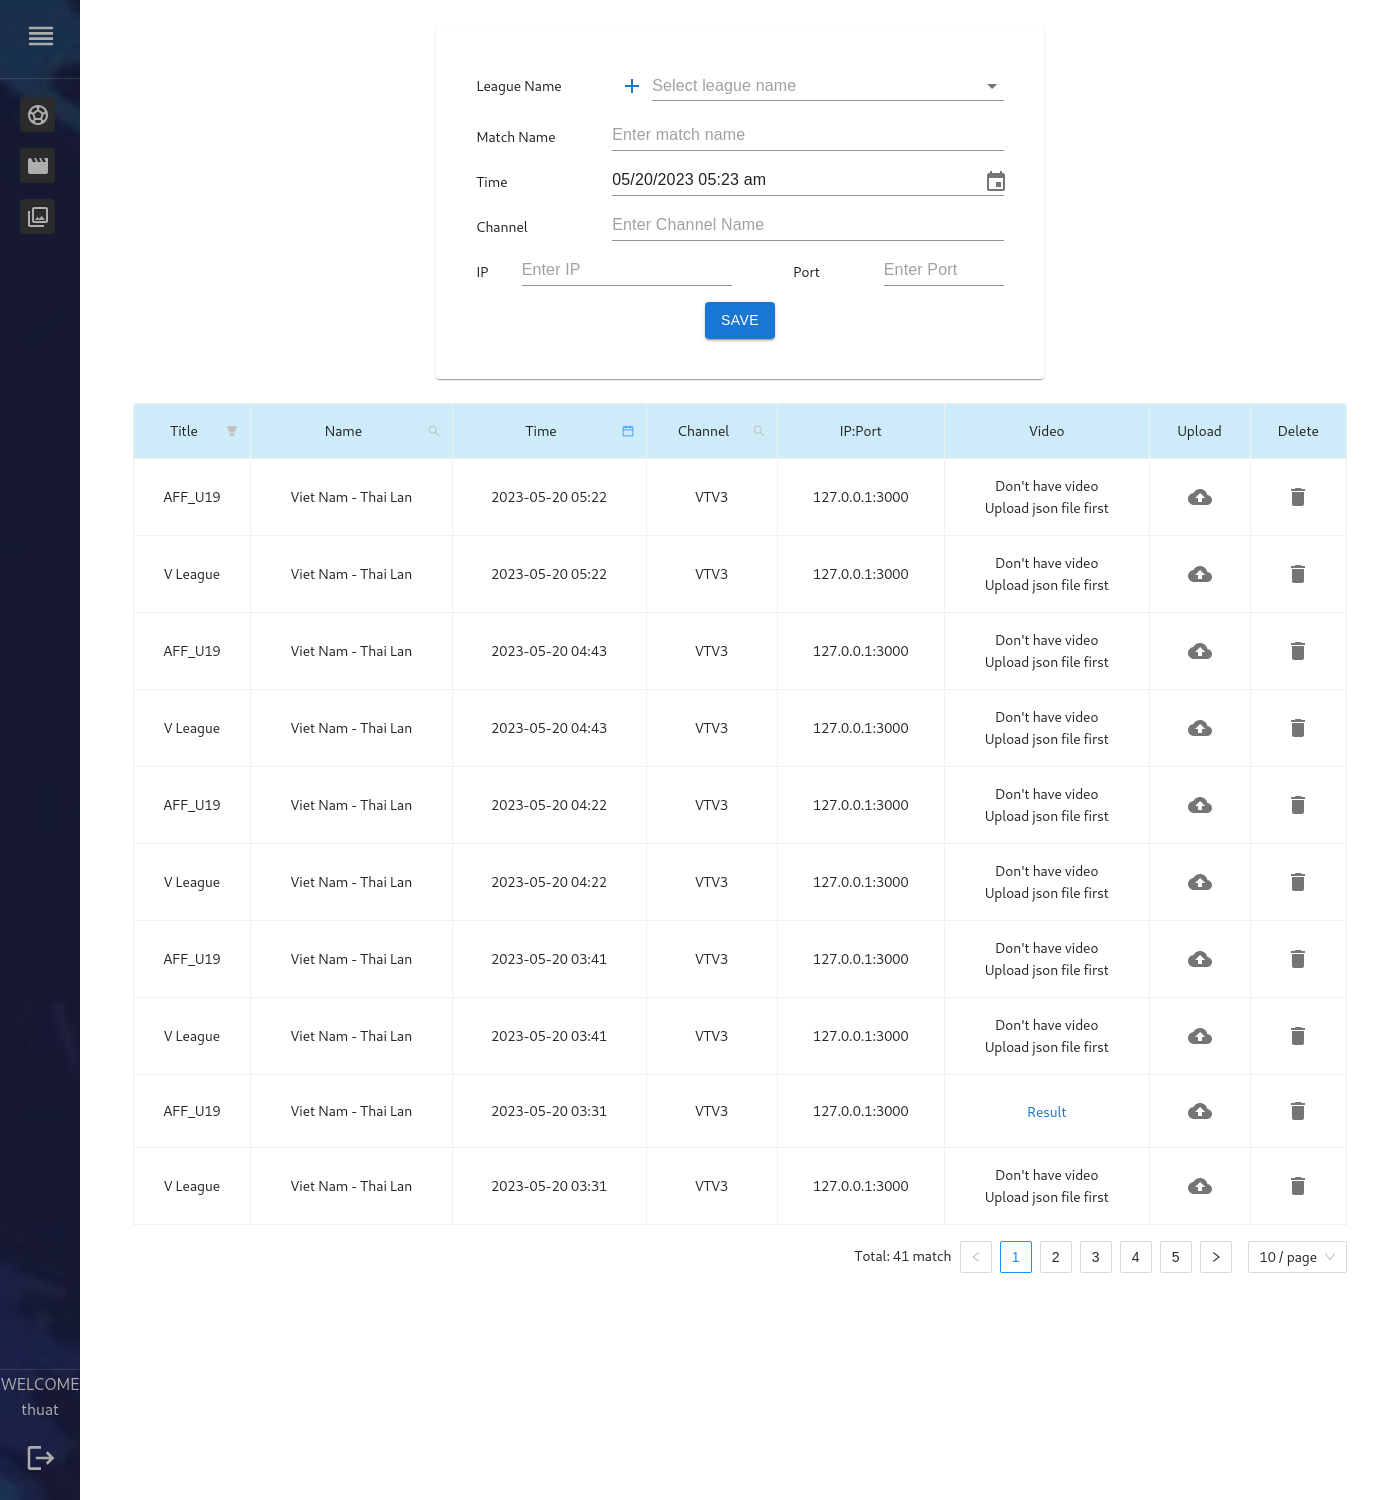 League Name Select league name
Match Name Enter match name
Time 05/20/2023 05:23 am
Channel Enter Channel Name
IP Enter IP Port Enter Port
SAVE
Title Name Time Channel IP:Port Video Upload Delete
AFF_U19 Viet Nam - Thai Lan 2023-05-20 05:22 VTV3 127.0.0.1:3000 Don't have video
Upload json file first
V League Viet Nam - Thai Lan 2023-05-20 05:22 VTV3 127.0.0.1:3000 Don't have video
Upload json file first
AFF_U19 Viet Nam - Thai Lan 2023-05-20 04:43 VTV3 127.0.0.1:3000 Don't have video
Upload json file first
V League Viet Nam - Thai Lan 2023-05-20 04:43 VTV3 127.0.0.1:3000 Don't have video
Upload json file first
AFF_U19 Viet Nam - Thai Lan 2023-05-20 04:22 VTV3 127.0.0.1:3000 Don't have video
Upload json file first
V League Viet Nam - Thai Lan 2023-05-20 04:22 VTV3 127.0.0.1:3000 Don't have video
Upload json file first
AFF_U19 Viet Nam - Thai Lan 2023-05-20 03:41 VTV3 127.0.0.1:3000 Don't have video
Upload json file first
V League Viet Nam - Thai Lan 2023-05-20 03:41 VTV3 127.0.0.1:3000 Don't have video
Upload json file first
AFF_U19 Viet Nam - Thai Lan 2023-05-20 03:31 VTV3 127.0.0.1:3000 Result
V League Viet Nam - Thai Lan 2023-05-20 03:31 VTV3 127.0.0.1:3000 Don't have video
Upload json file first
Total: 41 match < 1 2 3 4 5 > 10 / page
WELCOME
thuat